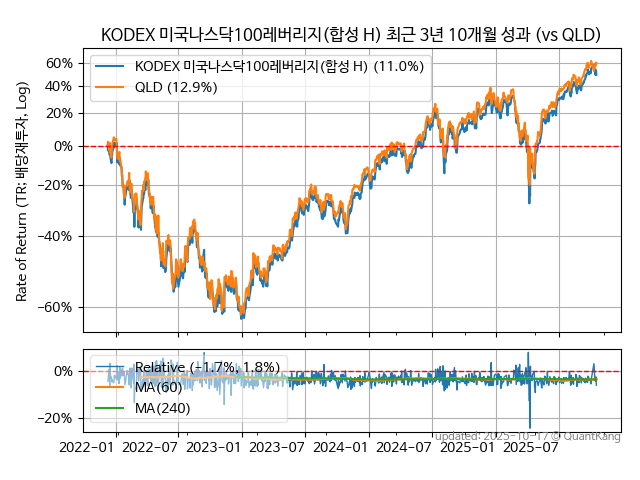 KODEX 미국나스닥100레버리지(합성 H) 최근 3년 10개월 성과 (vs QLD)
Rate of Return (TR: 배당재투자, Log)
60%
40%
20%
0%
−20%
−40%
−60%
KODEX 미국나스닥100레버리지(합성 H) (11.0%)
QLD (12.9%)
0%
−20%
Relative (−1.7%, 1.8%)
MA(60)
MA(240)
2022−01 2022−07 2023−01 2023−07 2024−01 2024−07 2025−01 2025−07
updated: 2025-10-17 © QuantKang